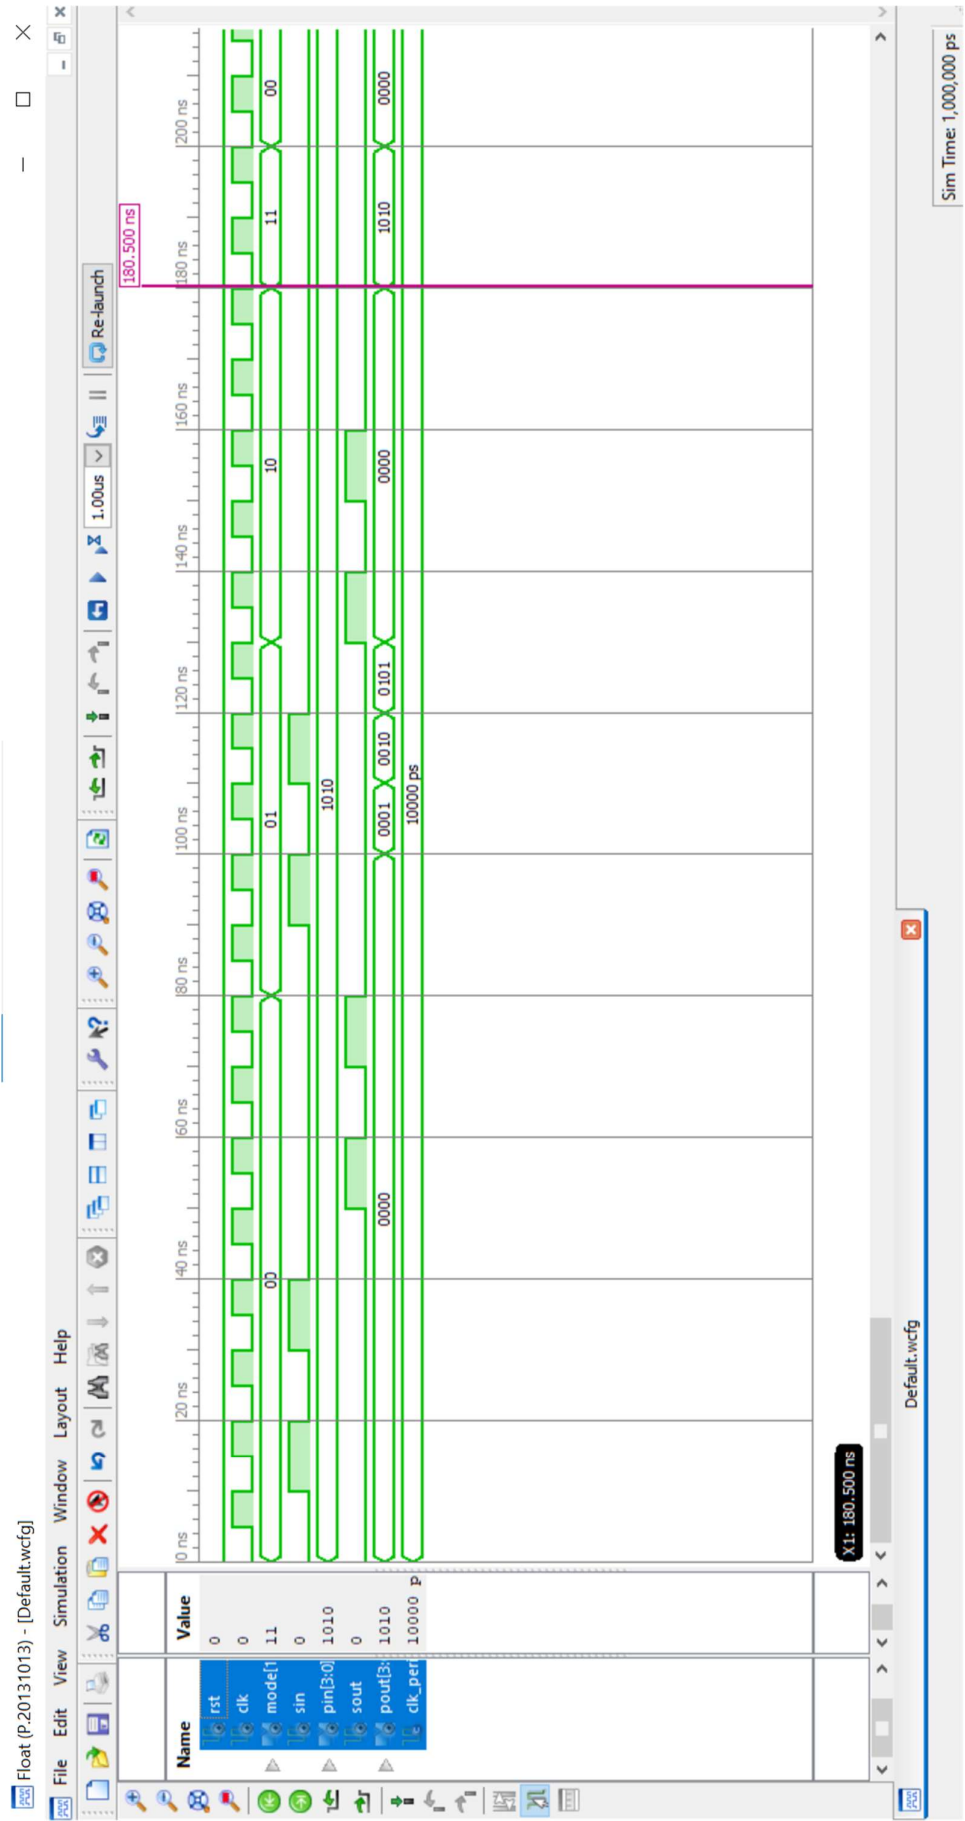 Float (P.20131013) - [Default.wcfg]
File Edit View Simulation Window Layout Help
1.00us Re-launch
180.500 ns
Name Value
0 ns 20 ns 40 ns 60 ns 80 ns 100 ns 120 ns 140 ns 160 ns 180 ns 200 ns
rst 0
clk 0
mode[1 11 00 01 10 11 00
sin 0
pin[3:0] 1010 1010
sout 0
pout[3: 1010 0000 0001 0010 0101 0000 1010 0000
clk_peri 10000 p 10000 ps
X1: 180.500 ns
Default.wcfg
Sim Time: 1,000,000 ps